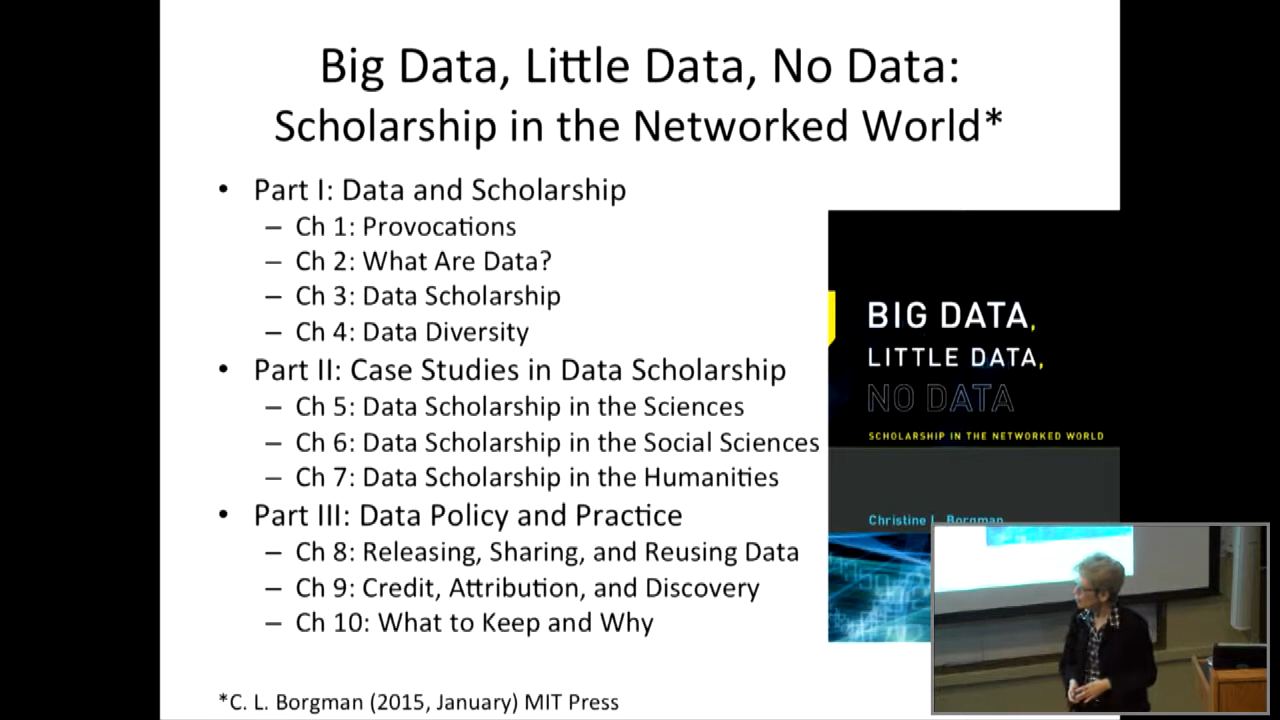 Big Data, Little Data, No Data:
Scholarship in the Networked World*
• Part I: Data and Scholarship
– Ch 1: Provocations
– Ch 2: What Are Data?
– Ch 3: Data Scholarship
– Ch 4: Data Diversity
• Part II: Case Studies in Data Scholarship
– Ch 5: Data Scholarship in the Sciences
– Ch 6: Data Scholarship in the Social Sciences
– Ch 7: Data Scholarship in the Humanities
• Part III: Data Policy and Practice
– Ch 8: Releasing, Sharing, and Reusing Data
– Ch 9: Credit, Attribution, and Discovery
– Ch 10: What to Keep and Why
*C. L. Borgman (2015, January) MIT Press
BIG DATA,
LITTLE DATA,
NO DATA
SCHOLARSHIP IN THE NETWORKED WORLD
Christine L. Borgman